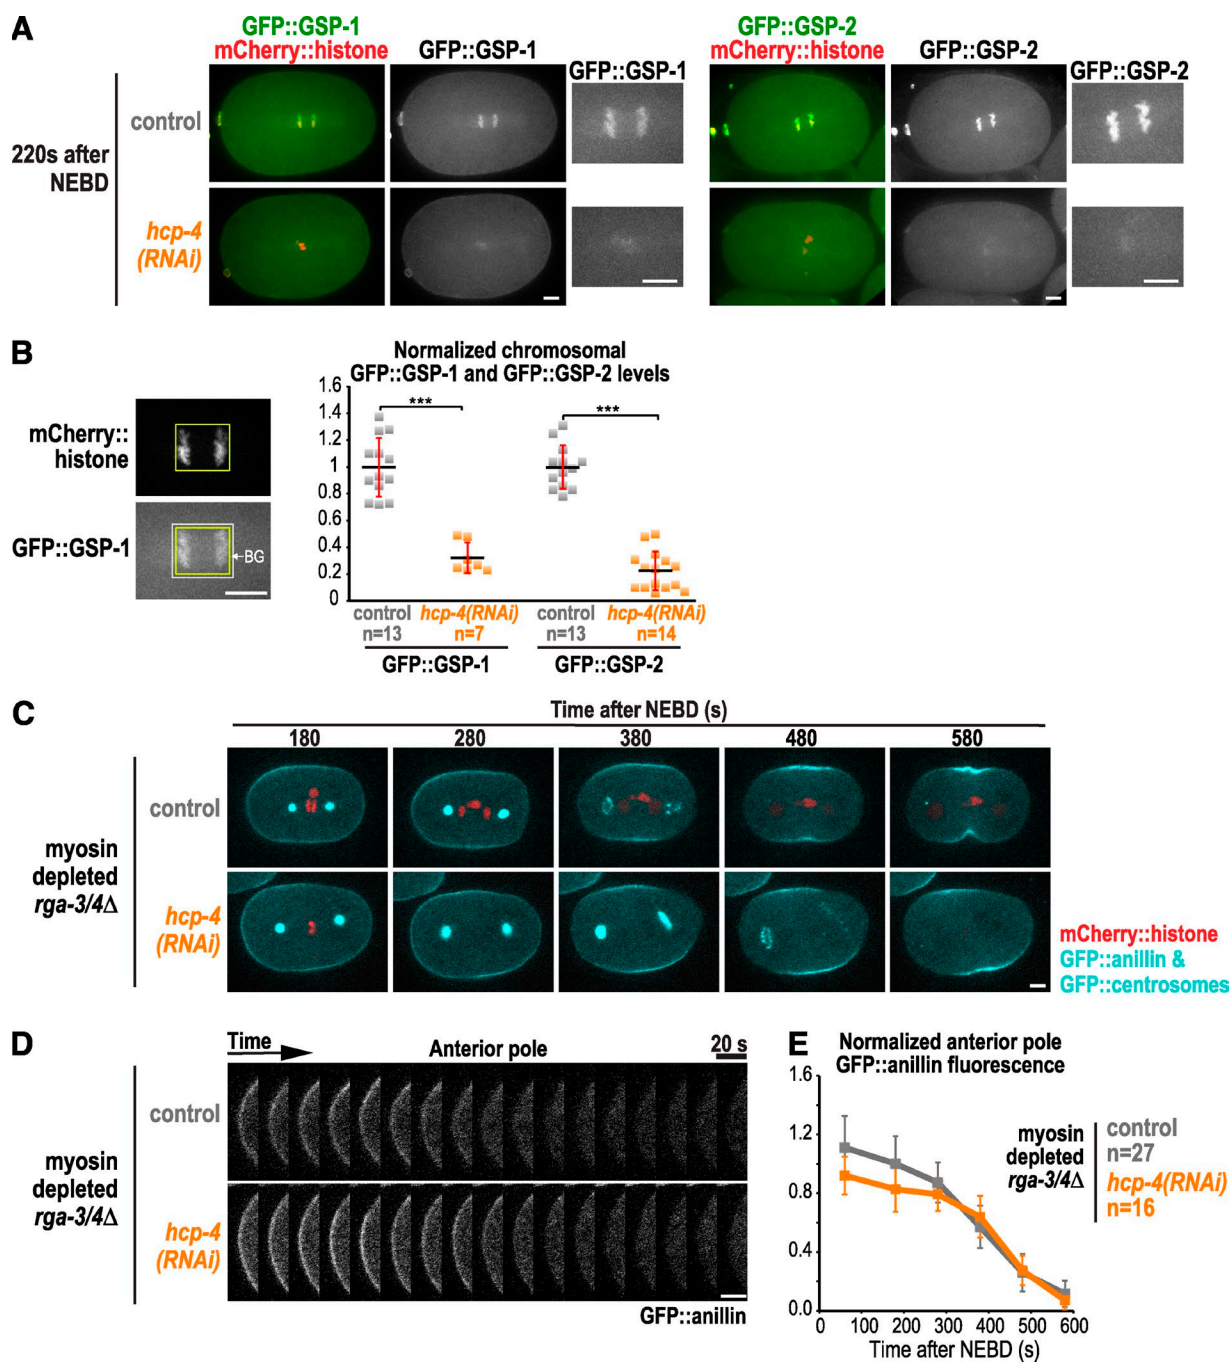 A
GFP::GSP-1
mCherry::histone
GFP::GSP-1
GFP::GSP-1
GFP::GSP-2
mCherry::histone
GFP::GSP-2
GFP::GSP-2
control
220s after
NEBD
hcp-4
(RNAi)
B
Normalized chromosomal
GFP::GSP-1 and GFP::GSP-2 levels
mCherry::
histone
GFP::GSP-1
BG
1.6
1.4
1.2
1
0.8
0.6
0.4
0.2
0
***
***
control
n=13
hcp-4(RNAi)
n=7
control
n=13
hcp-4(RNAi)
n=14
GFP::GSP-1
GFP::GSP-2
C
Time after NEBD (s)
180
280
380
480
580
control
myosin
depleted
rga-3/4Δ
hcp-4
(RNAi)
mCherry::histone
GFP::anillin &
GFP::centrosomes
D
Time
Anterior pole
20 s
control
myosin
depleted
rga-3/4Δ
hcp-4
(RNAi)
GFP::anillin
E
Normalized anterior pole
GFP::anillin fluorescence
1.6
1.2
0.8
0.4
0.0
0
100
200
300
400
500
600
Time after NEBD (s)
myosin
depleted
rga-3/4Δ
control
n=27
hcp-4(RNAi)
n=16